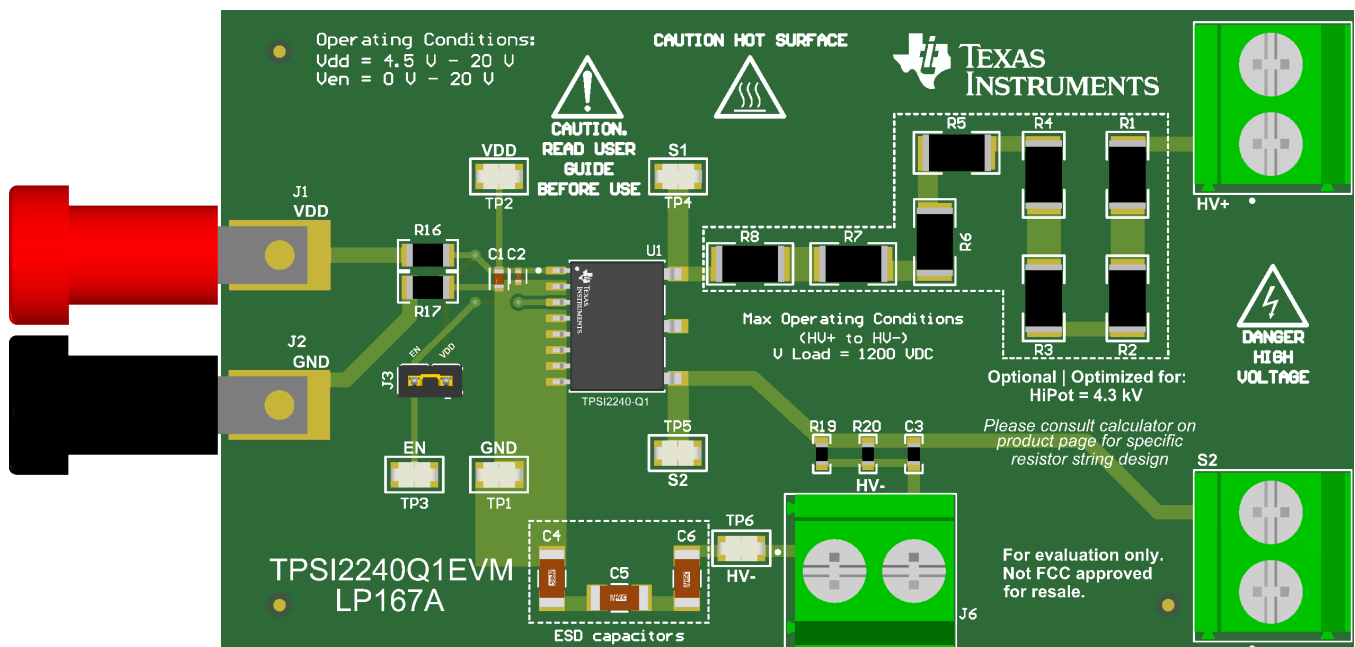 Operating Conditions:
Vdd = 4.5 V - 20 V
Ven = 0 V - 20 V
CAUTION HOT SURFACE
TEXAS
INSTRUMENTS
CAUTION.
READ USER
GUIDE
BEFORE USE
VDD
TP2
S1
TP4
R5
R4
R1
HV+
J1
VDD
R16
R17
C1
C2
U1
TEXAS
INSTRUMENTS
TPSI2240-Q1
R8
R7
R6
R3
R2
Max Operating Conditions
(HV+ to HV-)
V Load = 1200 VDC
DANGER
HIGH
VOLTAGE
J2
GND
EN
VDD
J3
Optional | Optimized for:
HiPot = 4.3 kV
Please consult calculator on
product page for specific
resistor string design
EN
TP3
GND
TP1
TP5
S2
R19
R20
C3
HV-
S2
C4
C5
C6
ESD capacitors
TP6
HV-
J6
TPSI2240Q1EVM
LP167A
For evaluation only.
Not FCC approved
for resale.